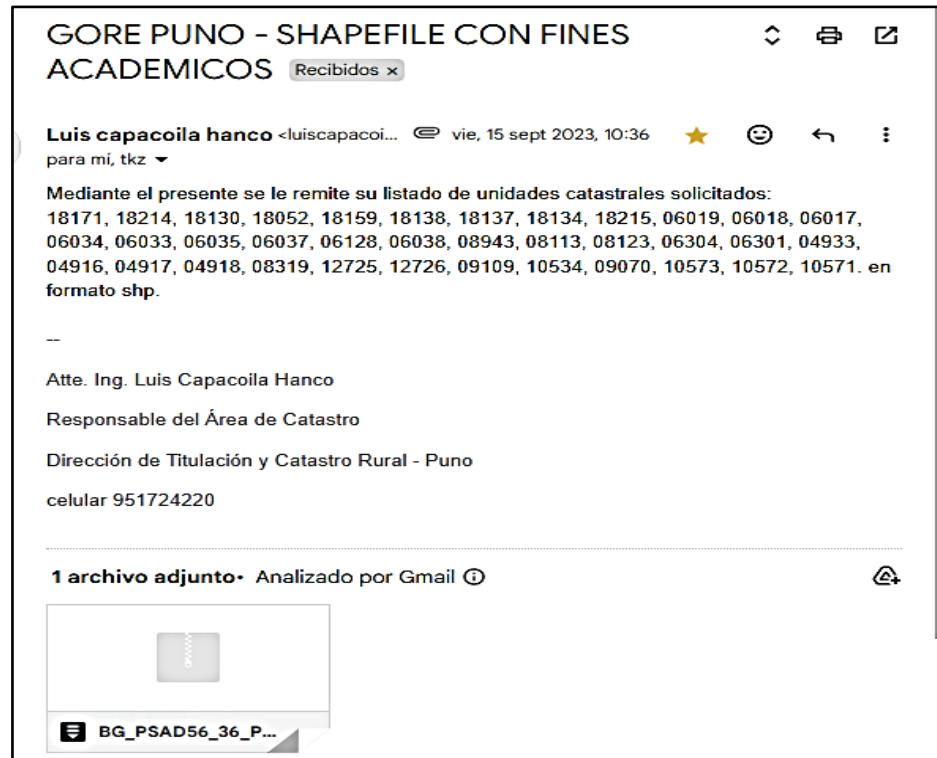 GORE PUNO - SHAPEFILE CON FINES
ACADEMICOS Recibidos x
Luis capacoila hanco <luiscapacoi... vie, 15 sept 2023, 10:36
para mí, tkz
Mediante el presente se le remite su listado de unidades catastrales solicitados:
18171, 18214, 18130, 18052, 18159, 18138, 18137, 18134, 18215, 06019, 06018, 06017,
06034, 06033, 06035, 06037, 06128, 06038, 08943, 08113, 08123, 06304, 06301, 04933,
04916, 04917, 04918, 08319, 12725, 12726, 09109, 10534, 09070, 10573, 10572, 10571. en
formato shp.
--
Atte. Ing. Luis Capacoila Hanco
Responsable del Área de Catastro
Dirección de Titulación y Catastro Rural - Puno
celular 951724220
1 archivo adjunto• Analizado por Gmail
BG_PSAD56_36_P...